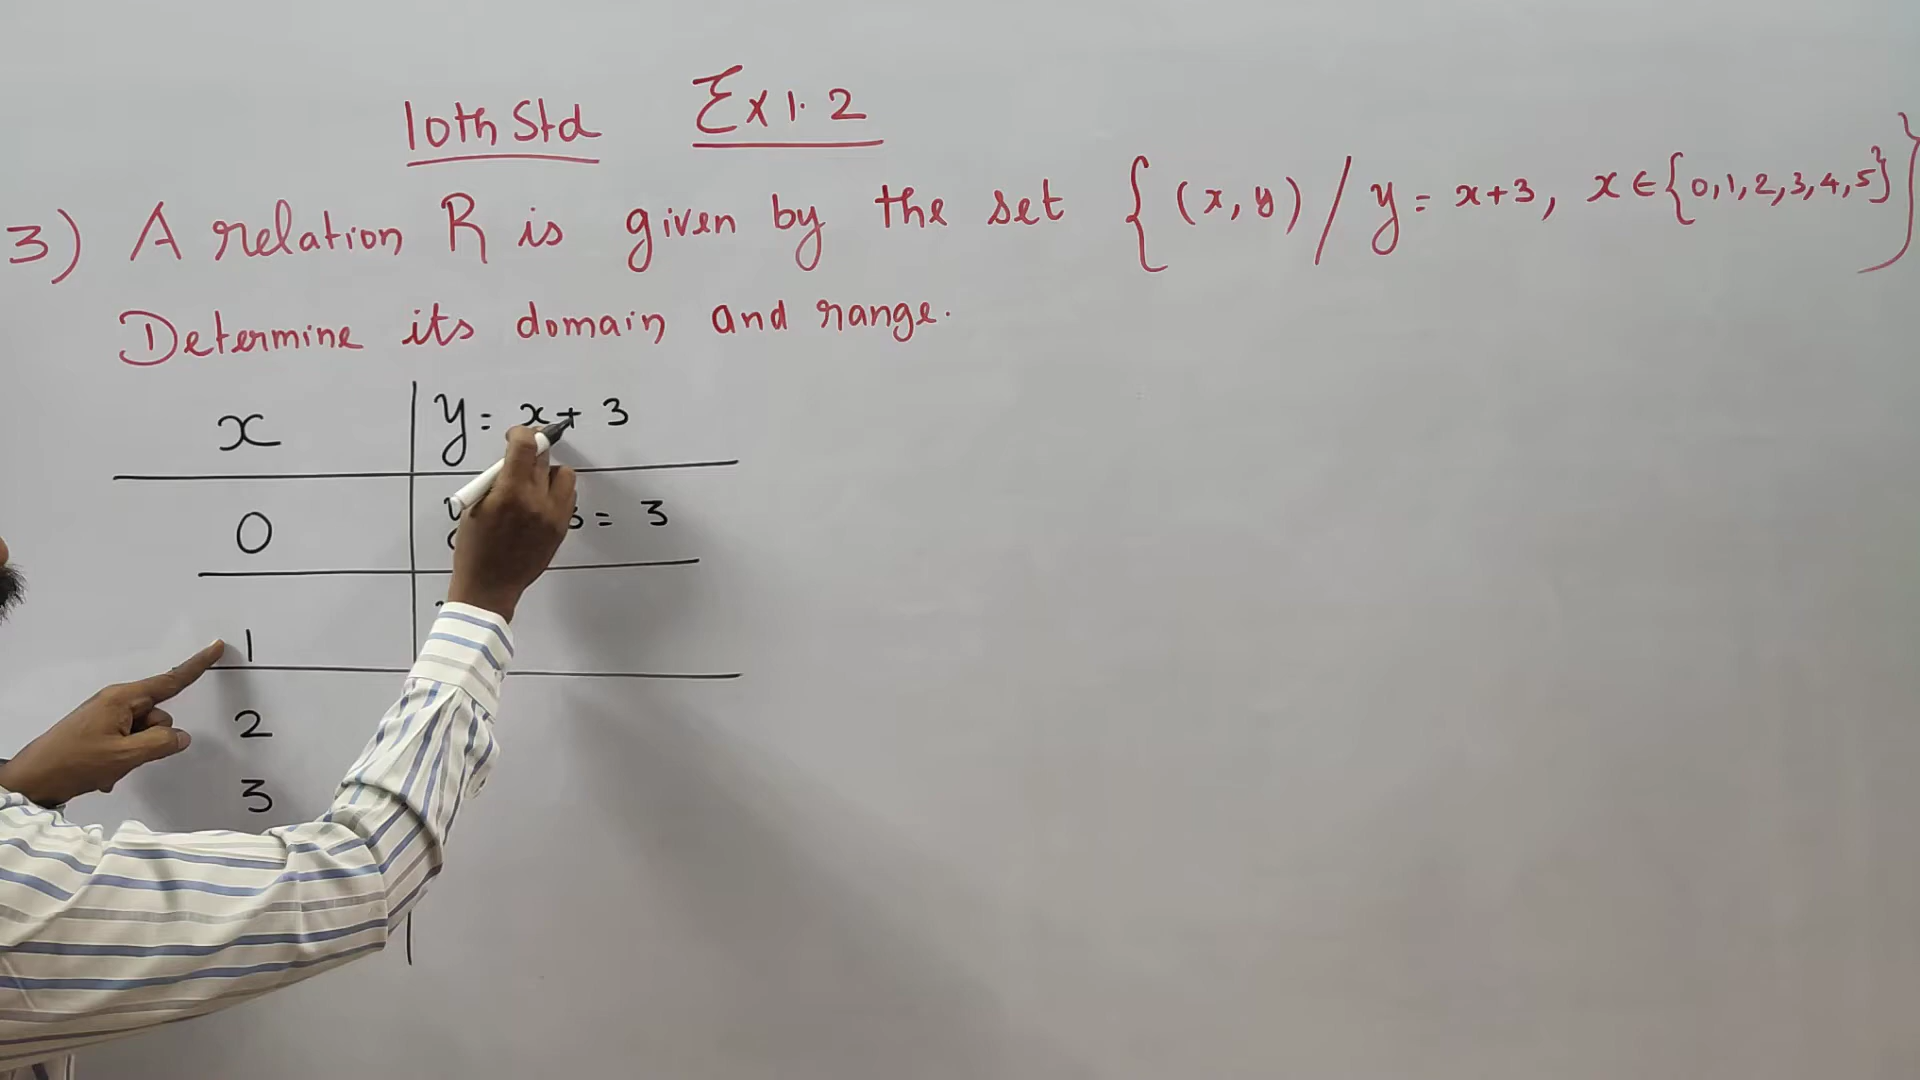 10th Std Ex 1.2
3) A relation R is given by the set {(x,y) / y = x+3, x ∈ {0,1,2,3,4,5}}
Determine its domain and range.
x y = x + 3
0 = 3
1
2
3